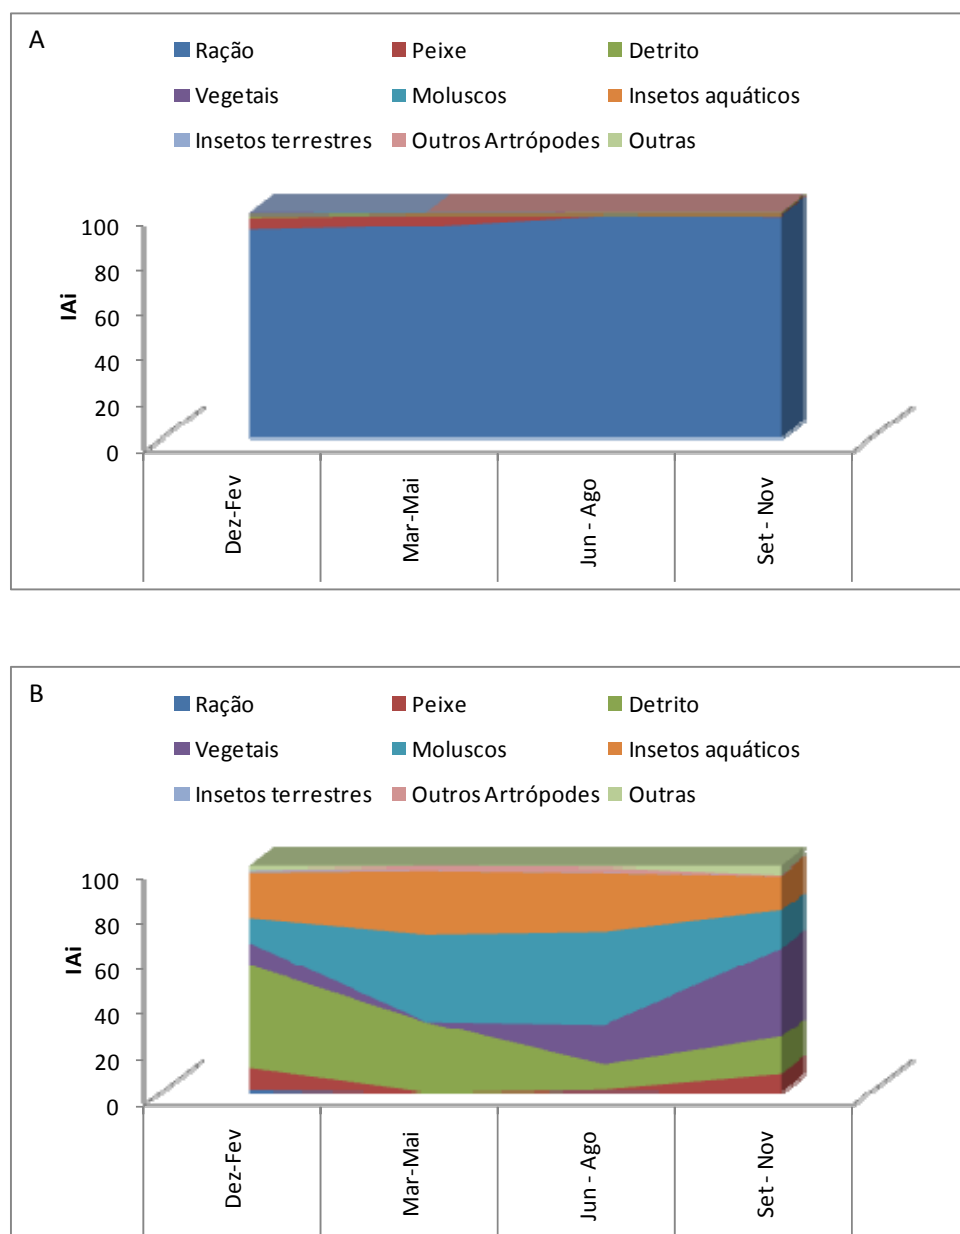 A
Ração Peixe Detrito
Vegetais Moluscos Insetos aquáticos
Insetos terrestres Outros Artrópodes Outras
100
80
60
40
20
0
IAi
Dez-Fev Mar-Mai Jun - Ago Set - Nov
B
Ração Peixe Detrito
Vegetais Moluscos Insetos aquáticos
Insetos terrestres Outros Artrópodes Outras
100
80
60
40
20
0
IAi
Dez-Fev Mar-Mai Jun - Ago Set - Nov